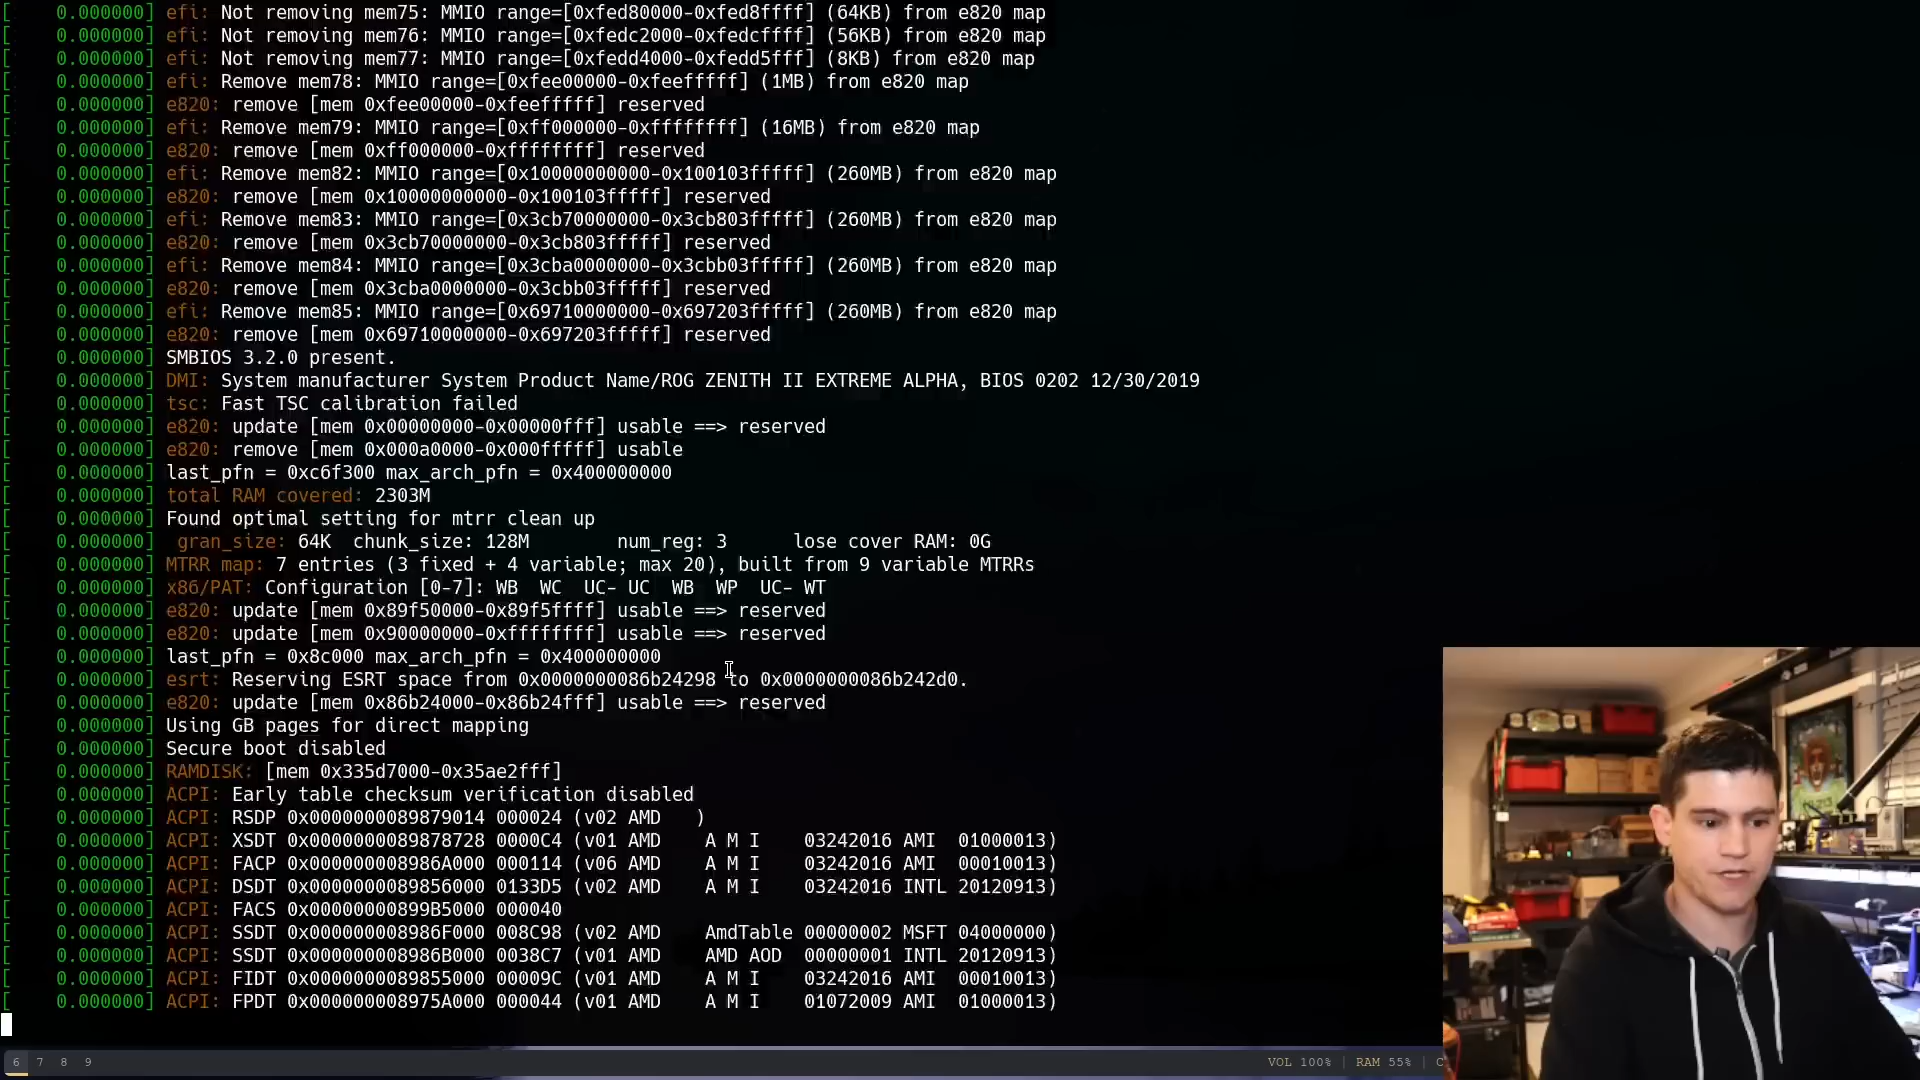 [    0.000000] efi: Not removing mem75: MMIO range=[0xfed80000-0xfed8ffff] (64KB) from e820 map
[    0.000000] efi: Not removing mem76: MMIO range=[0xfedc2000-0xfedcffff] (56KB) from e820 map
[    0.000000] efi: Not removing mem77: MMIO range=[0xfedd4000-0xfedd5fff] (8KB) from e820 map
[    0.000000] efi: Remove mem78: MMIO range=[0xfee00000-0xfeefffff] (1MB) from e820 map
[    0.000000] e820: remove [mem 0xfee00000-0xfeefffff] reserved
[    0.000000] efi: Remove mem79: MMIO range=[0xff000000-0xffffffff] (16MB) from e820 map
[    0.000000] e820: remove [mem 0xff000000-0xffffffff] reserved
[    0.000000] efi: Remove mem82: MMIO range=[0x10000000000-0x100103fffff] (260MB) from e820 map
[    0.000000] e820: remove [mem 0x10000000000-0x100103fffff] reserved
[    0.000000] efi: Remove mem83: MMIO range=[0x3cb70000000-0x3cb803fffff] (260MB) from e820 map
[    0.000000] e820: remove [mem 0x3cb70000000-0x3cb803fffff] reserved
[    0.000000] efi: Remove mem84: MMIO range=[0x3cba0000000-0x3cbb03fffff] (260MB) from e820 map
[    0.000000] e820: remove [mem 0x3cba0000000-0x3cbb03fffff] reserved
[    0.000000] efi: Remove mem85: MMIO range=[0x69710000000-0x697203fffff] (260MB) from e820 map
[    0.000000] e820: remove [mem 0x69710000000-0x697203fffff] reserved
[    0.000000] SMBIOS 3.2.0 present.
[    0.000000] DMI: System manufacturer System Product Name/ROG ZENITH II EXTREME ALPHA, BIOS 0202 12/30/2019
[    0.000000] tsc: Fast TSC calibration failed
[    0.000000] e820: update [mem 0x00000000-0x00000fff] usable ==> reserved
[    0.000000] e820: remove [mem 0x000a0000-0x000fffff] usable
[    0.000000] last_pfn = 0xc6f300 max_arch_pfn = 0x400000000
[    0.000000] total RAM covered: 2303M
[    0.000000] Found optimal setting for mtrr clean up
[    0.000000]  gran_size: 64K  chunk_size: 128M        num_reg: 3      lose cover RAM: 0G
[    0.000000] MTRR map: 7 entries (3 fixed + 4 variable; max 20), built from 9 variable MTRRs
[    0.000000] x86/PAT: Configuration [0-7]: WB  WC  UC- UC  WB  WP  UC- WT
[    0.000000] e820: update [mem 0x89f50000-0x89f5ffff] usable ==> reserved
[    0.000000] e820: update [mem 0x90000000-0xffffffff] usable ==> reserved
[    0.000000] last_pfn = 0x8c000 max_arch_pfn = 0x400000000
[    0.000000] esrt: Reserving ESRT space from 0x0000000086b24298 to 0x0000000086b242d0.
[    0.000000] e820: update [mem 0x86b24000-0x86b24fff] usable ==> reserved
[    0.000000] Using GB pages for direct mapping
[    0.000000] Secure boot disabled
[    0.000000] RAMDISK: [mem 0x335d7000-0x35ae2fff]
[    0.000000] ACPI: Early table checksum verification disabled
[    0.000000] ACPI: RSDP 0x0000000089879014 000024 (v02 AMD   )
[    0.000000] ACPI: XSDT 0x0000000089878728 0000C4 (v01 AMD    A M I    03242016 AMI  01000013)
[    0.000000] ACPI: FACP 0x000000008986A000 000114 (v06 AMD    A M I    03242016 AMI  00010013)
[    0.000000] ACPI: DSDT 0x0000000089856000 0133D5 (v02 AMD    A M I    03242016 INTL 20120913)
[    0.000000] ACPI: FACS 0x00000000899B5000 000040
[    0.000000] ACPI: SSDT 0x000000008986F000 008C98 (v02 AMD    AmdTable 00000002 MSFT 04000000)
[    0.000000] ACPI: SSDT 0x000000008986B000 0038C7 (v01 AMD    AMD AOD  00000001 INTL 20120913)
[    0.000000] ACPI: FIDT 0x0000000089855000 00009C (v01 AMD    A M I    03242016 AMI  00010013)
[    0.000000] ACPI: FPDT 0x000000008975A000 000044 (v01 AMD    A M I    01072009 AMI  01000013)
6 7 8 9 VOL 100% | RAM 55% | C